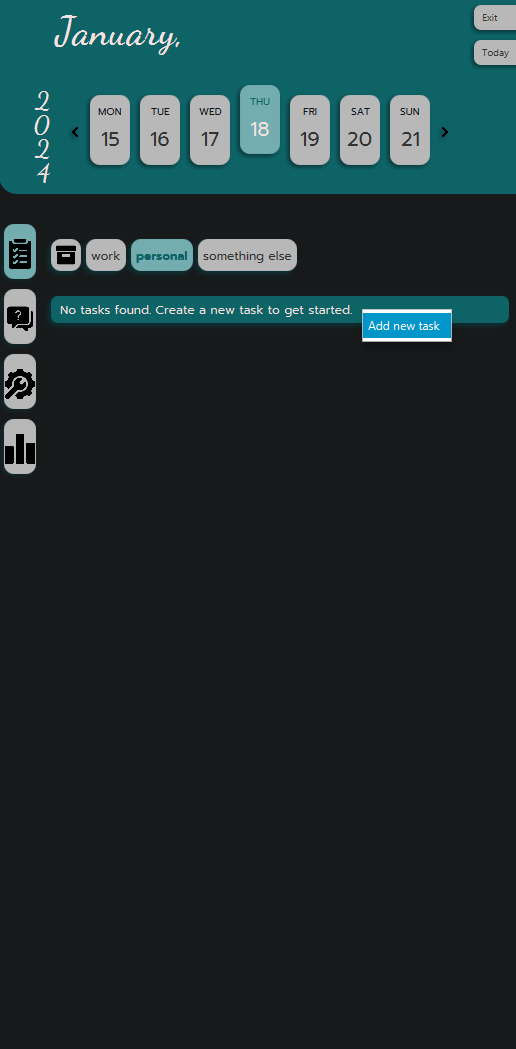 January,
Exit
Today
2024
MON TUE WED THU FRI SAT SUN
15 16 17 18 19 20 21
work personal something else
?
No tasks found. Create a new task to get started.
Add new task